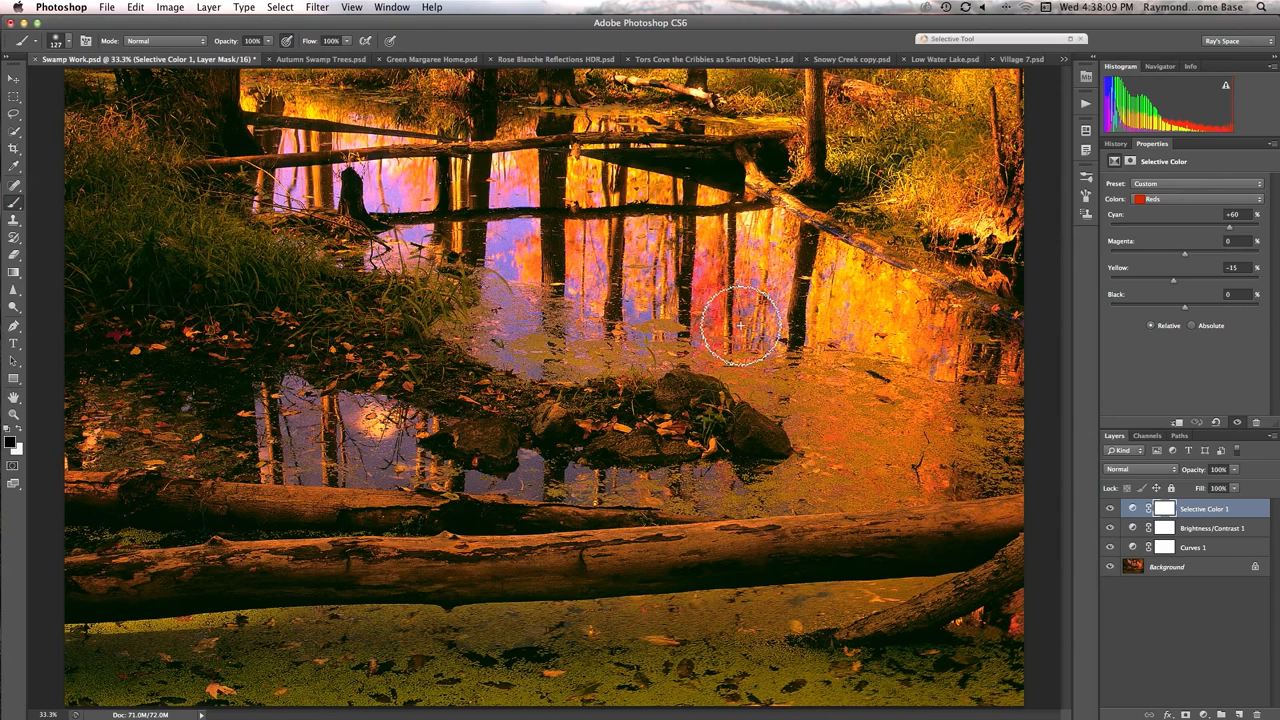 Photoshop File Edit Image Layer Type Select Filter View Window Help Wed 4:38:09 PM Raymond...ome Base
Adobe Photoshop CS6
127 Mode: Normal Opacity: 100% Flow: 100% Selective Tool Ray's Space
Swamp Work.psd @ 33.3% (Selective Color 1, Layer Mask/16) * Autumn Swamp Trees.psd Green Margaree Home.psd Rose Blanche Reflections HDR.psd Tors Cove the Cribbies as Smart Object-1.psd Snowy Creek copy.psd Low Water Lake.psd Village 7.psd
Histogram Navigator Info
Mb
History Properties
Selective Color
Preset: Custom
Colors: Reds
Cyan: +60 %
Magenta: 0 %
Yellow: -15 %
Black: 0 %
Relative Absolute
Layers Channels Paths
Kind
Normal Opacity: 100%
Lock: Fill: 100%
Selective Color 1
Brightness/Contrast 1
Curves 1
Background
33.3% Doc: 71.0M/72.0M
fx